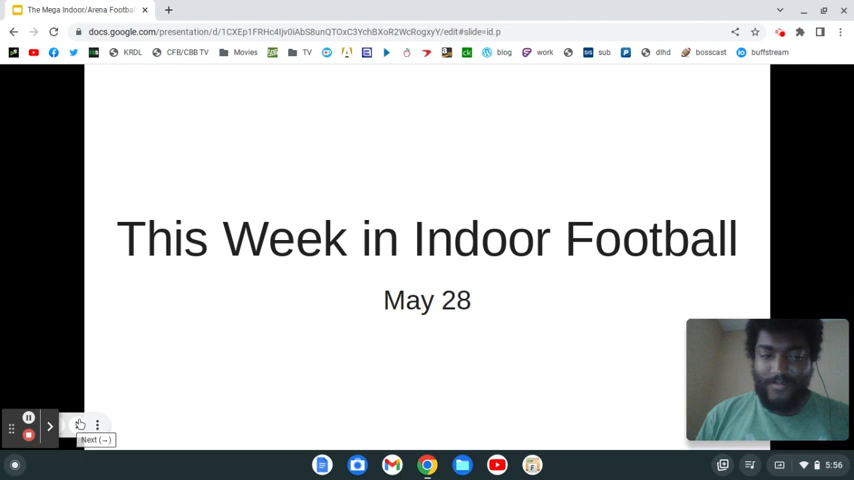 The Mega Indoor/Arena Footba
docs.google.com/presentation/d/1CXEp1FRHc4Ijv0iAbS8unQTOxC3YchBXoR2WcRogxyY/edit#slide=id.p
KRDL
CFB/CBB TV
Movies
TV
blog
work
sub
dlhd
bosscast
buffstream
This Week in Indoor Football
May 28
Next (→)
5:56